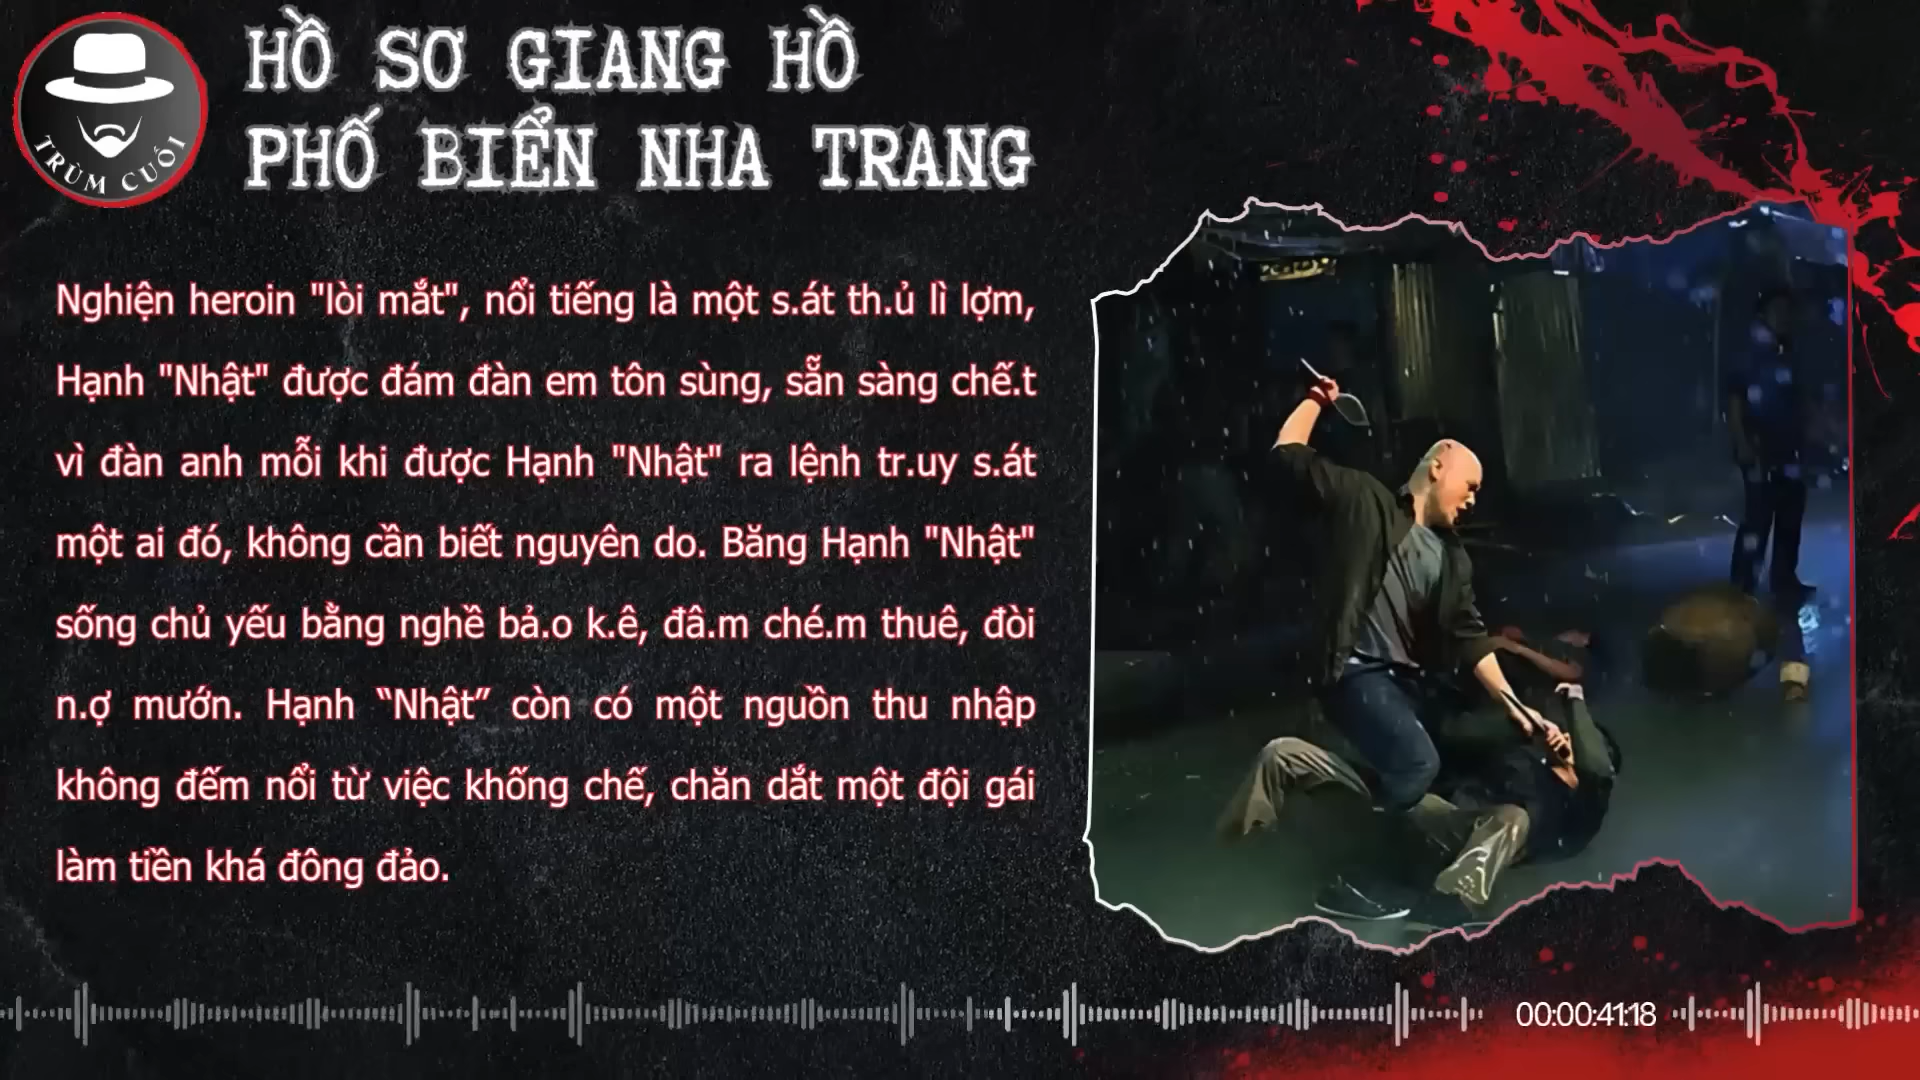 TRÙM CUỐI
HỒ SƠ GIANG HỒ
PHỐ BIỂN NHA TRANG
Nghiện heroin "lòi mắt", nổi tiếng là một s.át th.ủ lì lợm,
Hạnh "Nhật" được đám đàn em tôn sùng, sẵn sàng chế.t
vì đàn anh mỗi khi được Hạnh "Nhật" ra lệnh tr.uy s.át
một ai đó, không cần biết nguyên do. Băng Hạnh "Nhật"
sống chủ yếu bằng nghề bả.o k.ê, đâ.m ché.m thuê, đòi
n.ợ mướn. Hạnh “Nhật” còn có một nguồn thu nhập
không đếm nổi từ việc khống chế, chăn dắt một đội gái
làm tiền khá đông đảo.
00:00:41:18